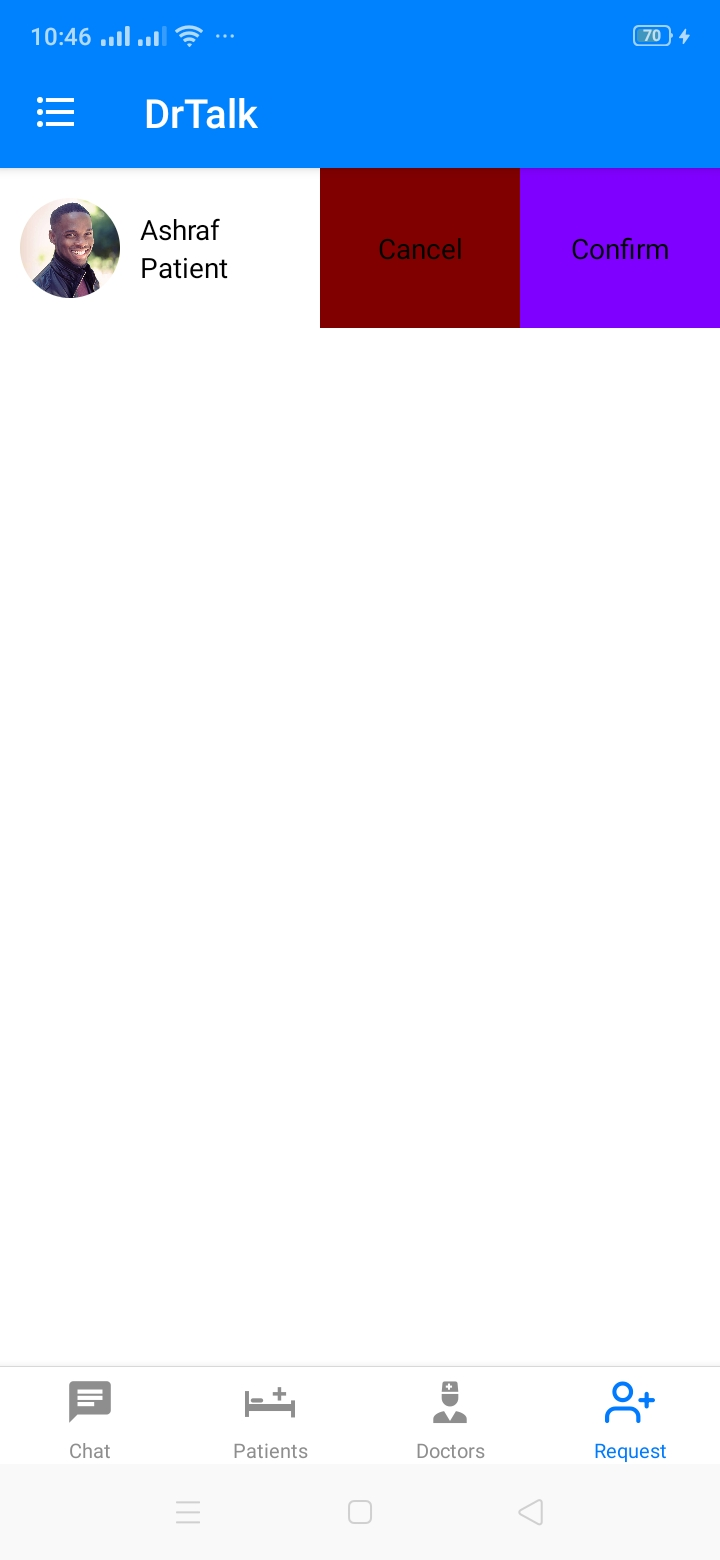 10:46
70
DrTalk
Ashraf
Patient
Cancel
Confirm
Chat
Patients
Doctors
Request